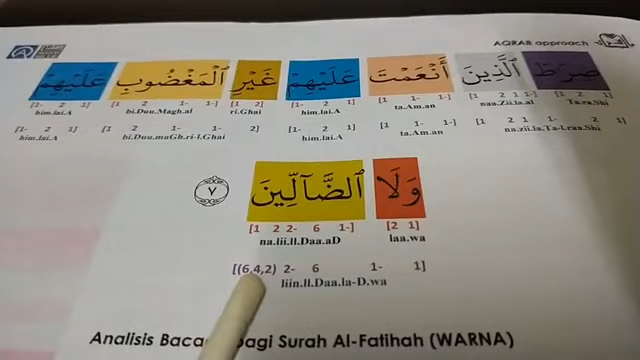 AQRAB approach
صِرَٰطَ ٱلَّذِينَ أَنْعَمْتَ عَلَيْهِمْ غَيْرِ ٱلْمَغْضُوبِ عَلَيْهِمْ
[1- 2 1] [1 2 1- 1-] [1 2] [1- 2 1] [1 1- 1-] [1 2 1-] [1 2 1]
him.lai.A bi.Duu.Magh.al ri.Ghai him.lai.A ta.Am.an naa.Zii.la.al Ta.ra.Shi
[1- 2 1] [1 2 1- 1- 2] [1- 2 1] [1 1- 1-] [1 2 1- 1 2 1]
him.lai.A bi.Duu.maGh.ri-l.Ghai him.lai.A ta.Am.an na.zii.la.Ta-l.raa.Shi
وَلَا ٱلضَّآلِّينَ ٧
[1 2 2- 6 1-] [2 1]
na.lii.ll.Daa.aD laa.wa
[(6,4,2) 2- 6 1- 1]
liin.ll.Daa.la-D.wa
Analisis Baca bagi Surah Al-Fatihah (WARNA)